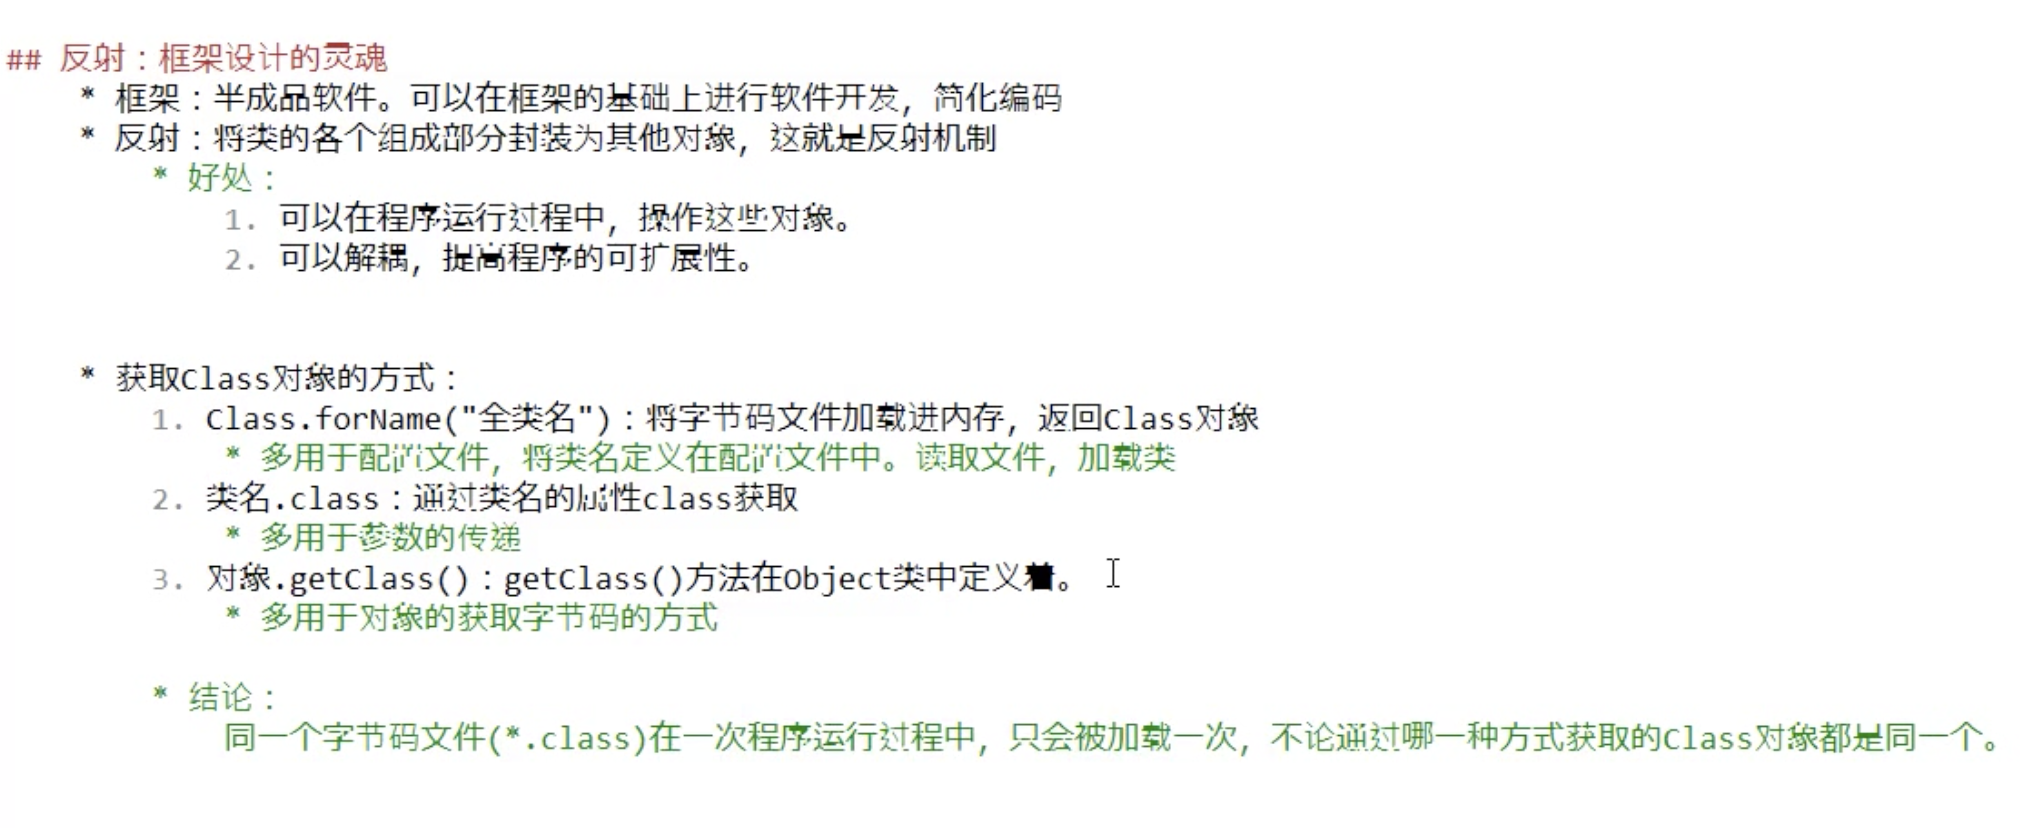 ## 反射：框架设计的灵魂
* 框架：半成品软件。可以在框架的基础上进行软件开发，简化编码
* 反射：将类的各个组成部分封装为其他对象，这就是反射机制
* 好处：
1. 可以在程序运行过程中，操作这些对象。
2. 可以解耦，提高程序的可扩展性。
* 获取Class对象的方式：
1. Class.forName("全类名")：将字节码文件加载进内存，返回Class对象
* 多用于配置文件，将类名定义在配置文件中。读取文件，加载类
2. 类名.class：通过类名的属性class获取
* 多用于参数的传递
3. 对象.getClass()：getClass()方法在Object类中定义着。
* 多用于对象的获取字节码的方式
* 结论：
同一个字节码文件(*.class)在一次程序运行过程中，只会被加载一次，不论通过哪一种方式获取的Class对象都是同一个。